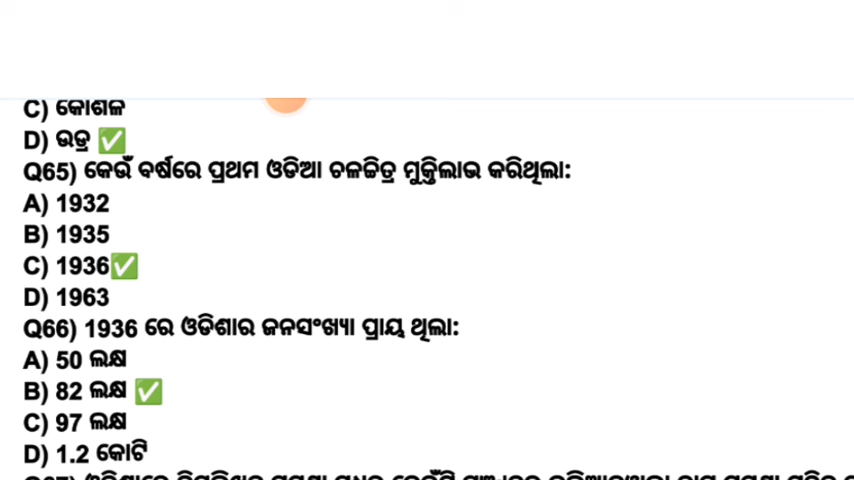 C) କୋଶଳ
D) ଉଡ୍ର ✅
Q65) କେଉଁ ବର୍ଷରେ ପ୍ରଥମ ଓଡିଆ ଚଳଚ୍ଚିତ୍ର ମୁକ୍ତିଲାଭ କରିଥିଲା:
A) 1932
B) 1935
C) 1936✅
D) 1963
Q66) 1936 ରେ ଓଡିଶାର ଜନସଂଖ୍ୟା ପ୍ରାୟ ଥିଲା:
A) 50 ଲକ୍ଷ
B) 82 ଲକ୍ଷ ✅
C) 97 ଲକ୍ଷ
D) 1.2 କୋଟି